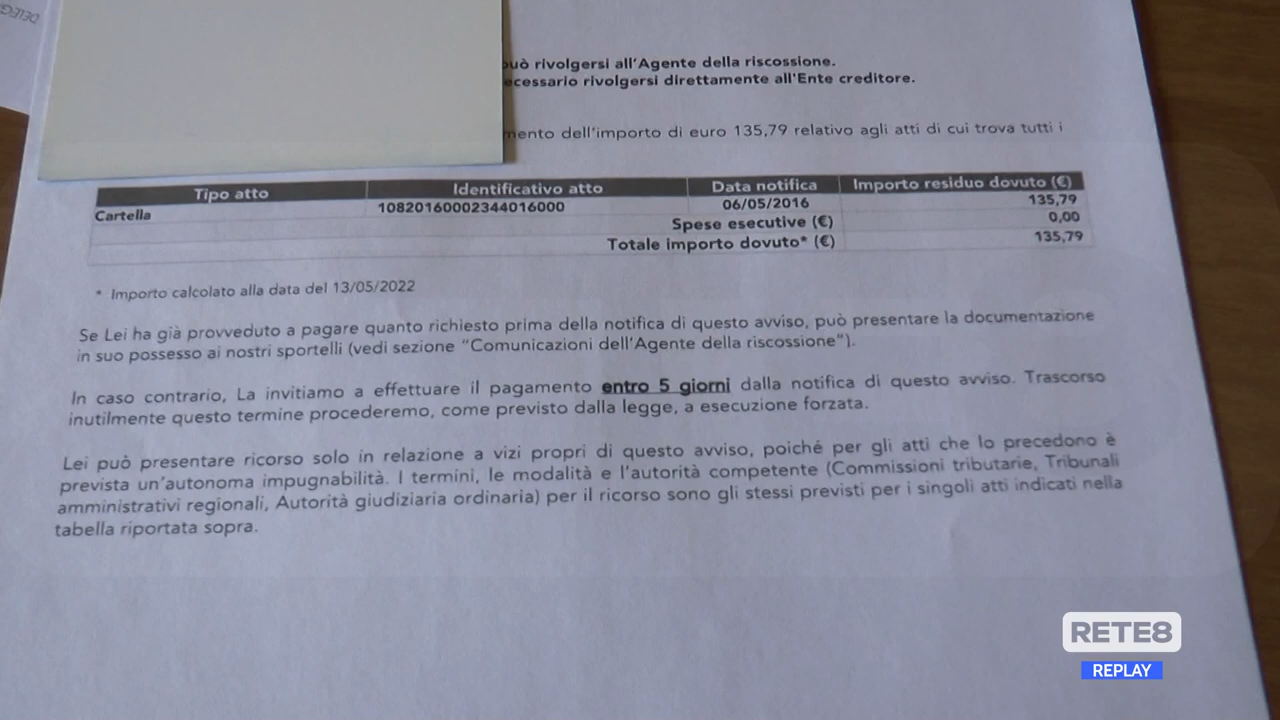 DELEG
può rivolgersi all'Agente della riscossione.
ecessario rivolgersi direttamente all'Ente creditore.
mento dell'importo di euro 135,79 relativo agli atti di cui trova tutti i
Tipo atto Identificativo atto Data notifica Importo residuo dovuto (€)
Cartella 10820160002344016000 06/05/2016 135,79
Spese esecutive (€) 0,00
Totale importo dovuto* (€) 135,79
* Importo calcolato alla data del 13/05/2022
Se Lei ha già provveduto a pagare quanto richiesto prima della notifica di questo avviso, può presentare la documentazione
in suo possesso ai nostri sportelli (vedi sezione "Comunicazioni dell'Agente della riscossione").
In caso contrario, La invitiamo a effettuare il pagamento entro 5 giorni dalla notifica di questo avviso. Trascorso
inutilmente questo termine procederemo, come previsto dalla legge, a esecuzione forzata.
Lei può presentare ricorso solo in relazione a vizi propri di questo avviso, poiché per gli atti che lo precedono è
prevista un'autonoma impugnabilità. I termini, le modalità e l'autorità competente (Commissioni tributarie, Tribunali
amministrativi regionali, Autorità giudiziaria ordinaria) per il ricorso sono gli stessi previsti per i singoli atti indicati nella
tabella riportata sopra.
RETE8
REPLAY